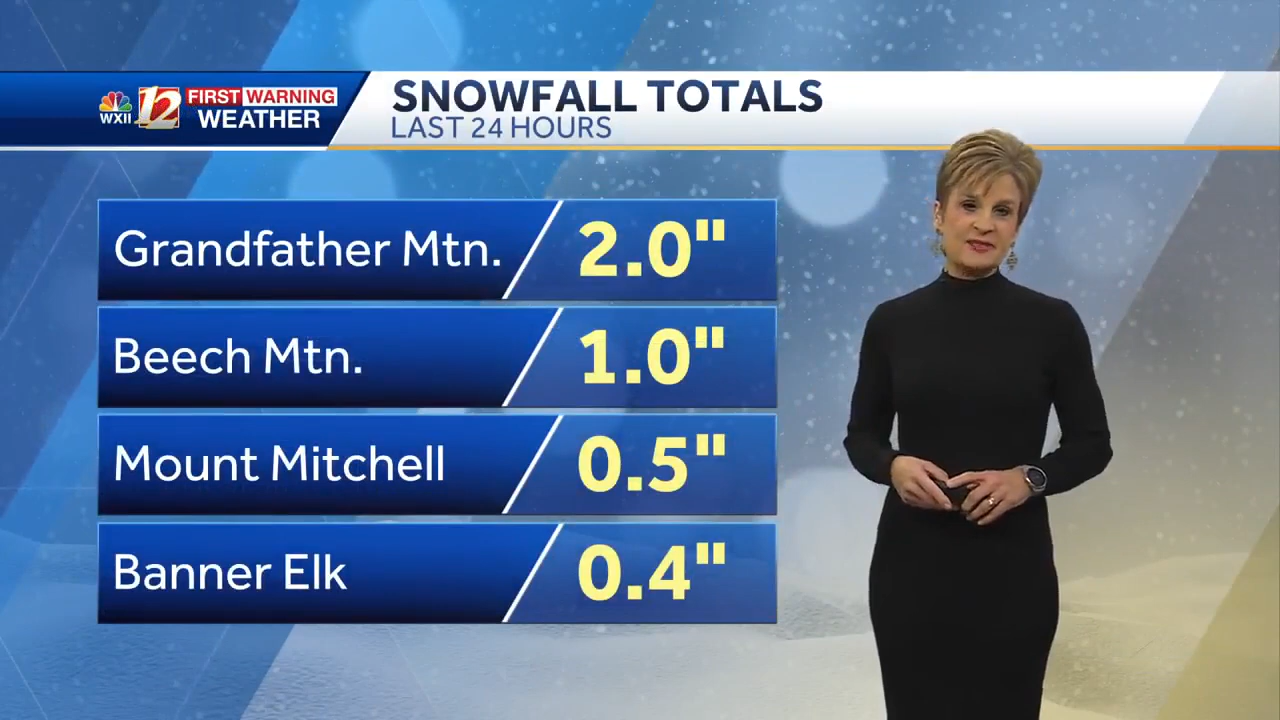 WXII 12 FIRST WARNING WEATHER
SNOWFALL TOTALS
LAST 24 HOURS
Grandfather Mtn. 2.0"
Beech Mtn. 1.0"
Mount Mitchell 0.5"
Banner Elk 0.4"